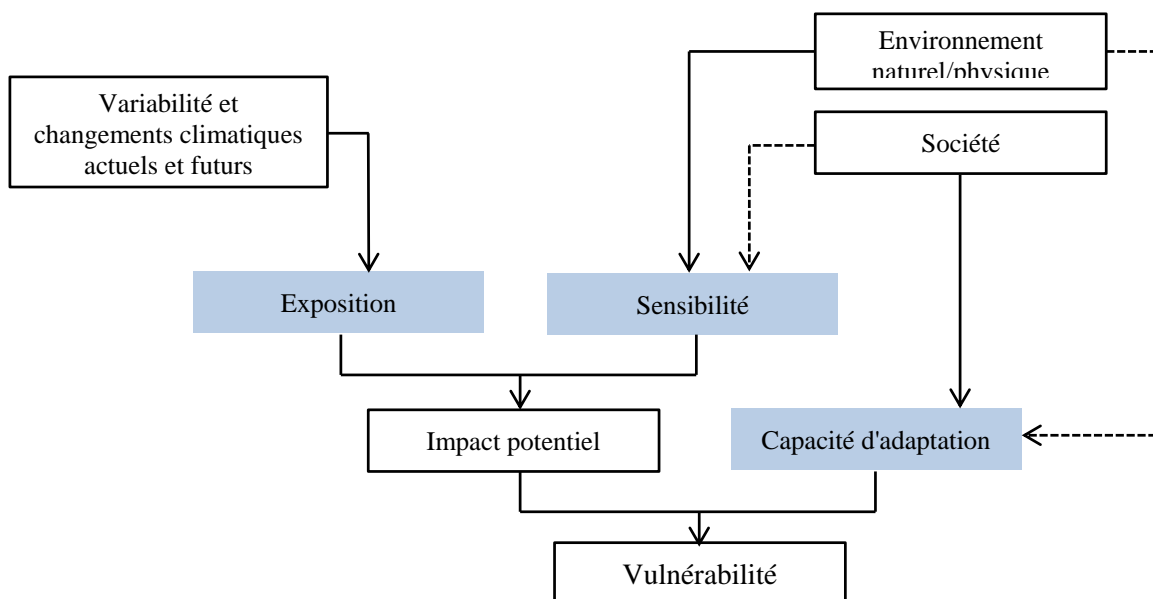 Environnement
naturel/physique
Variabilité et
changements climatiques
actuels et futurs
Société
Exposition
Sensibilité
Impact potentiel
Capacité d'adaptation
Vulnérabilité